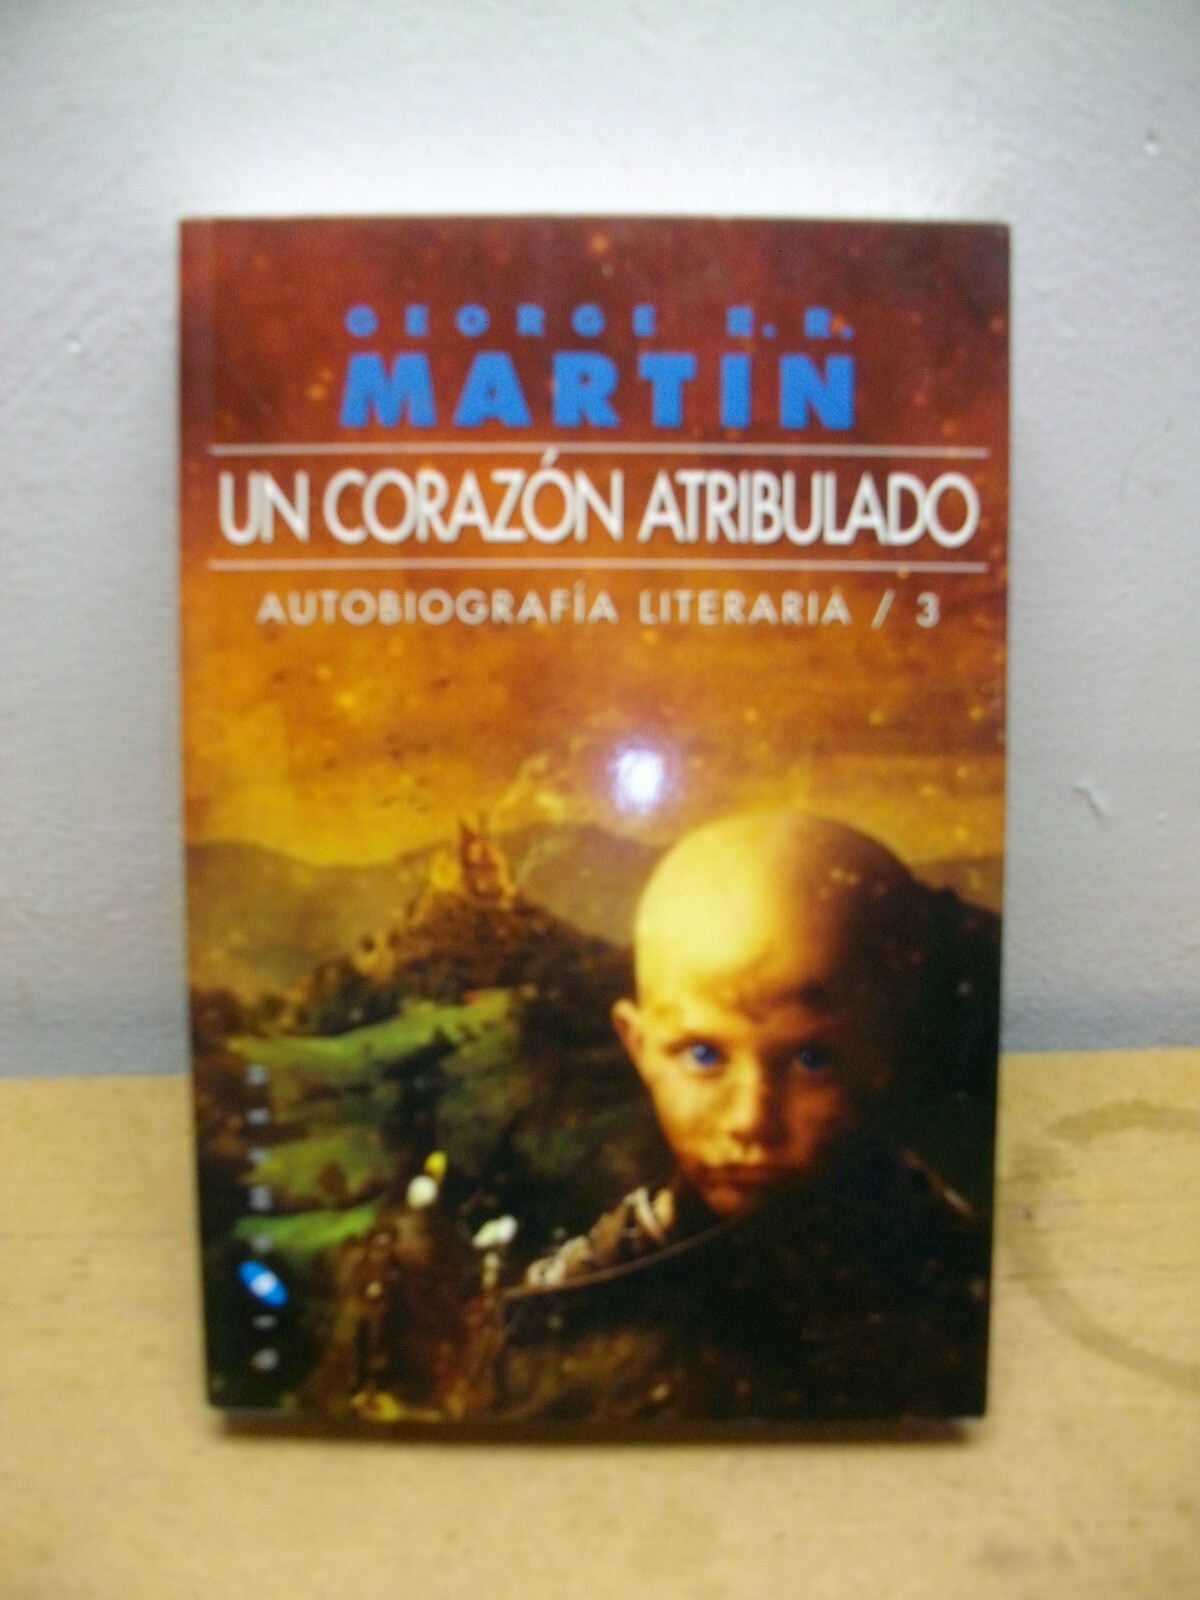 GEORGE R. R.
MARTIN
UN CORAZÓN ATRIBULADO
AUTOBIOGRAFÍA LITERARIA / 3